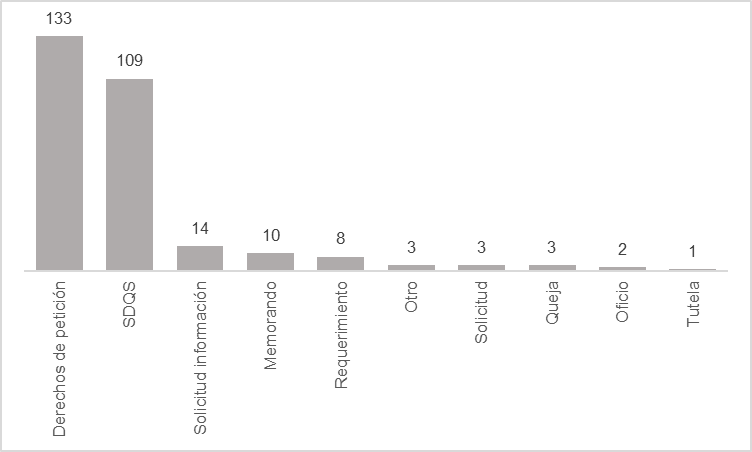 133
109
14
10
8
3
3
3
2
1
Derechos de petición
SDQS
Solicitud información
Memorando
Requerimiento
Otro
Solicitud
Queja
Oficio
Tutela